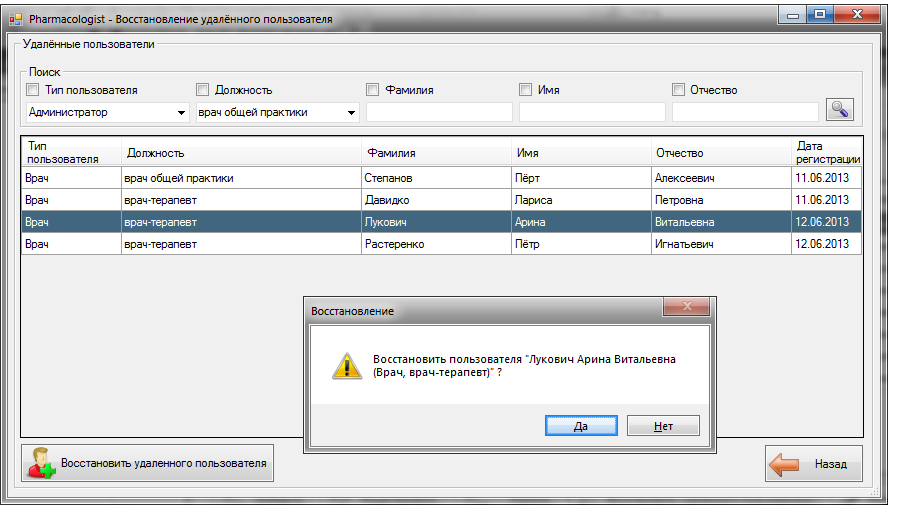 Pharmacologist - Восстановление удалённого пользователя
Удалённые пользователи
Поиск
Тип пользователя Должность Фамилия Имя Отчество
Администратор врач общей практики
Тип пользователя Должность Фамилия Имя Отчество Дата регистрации
Врач врач общей практики Степанов Пёрт Алексеевич 11.06.2013
Врач врач-терапевт Давидко Лариса Петровна 11.06.2013
Врач врач-терапевт Лукович Арина Витальевна 12.06.2013
Врач врач-терапевт Растеренко Пётр Игнатьевич 12.06.2013
Восстановление
Восстановить пользователя "Лукович Арина Витальевна
(Врач, врач-терапевт)" ?
Да Нет
Восстановить удаленного пользователя Назад